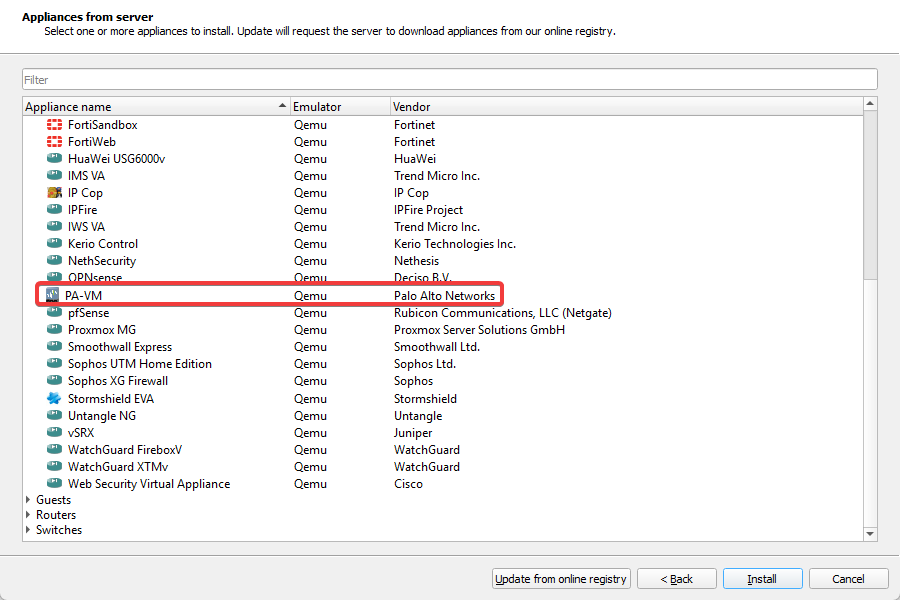 Appliances from server
Select one or more appliances to install. Update will request the server to download appliances from our online registry.
Filter
Appliance name Emulator Vendor
FortiSandbox Qemu Fortinet
FortiWeb Qemu Fortinet
HuaWei USG6000v Qemu HuaWei
IMS VA Qemu Trend Micro Inc.
IP Cop Qemu IP Cop
IPFire Qemu IPFire Project
IWS VA Qemu Trend Micro Inc.
Kerio Control Qemu Kerio Technologies Inc.
NethSecurity Qemu Nethesis
OPNsense Qemu Deciso B.V.
PA-VM Qemu Palo Alto Networks
pfSense Qemu Rubicon Communications, LLC (Netgate)
Proxmox MG Qemu Proxmox Server Solutions GmbH
Smoothwall Express Qemu Smoothwall Ltd.
Sophos UTM Home Edition Qemu Sophos Ltd.
Sophos XG Firewall Qemu Sophos
Stormshield EVA Qemu Stormshield
Untangle NG Qemu Untangle
vSRX Qemu Juniper
WatchGuard FireboxV Qemu WatchGuard
WatchGuard XTMv Qemu WatchGuard
Web Security Virtual Appliance Qemu Cisco
Guests
Routers
Switches
Update from online registry < Back Install Cancel